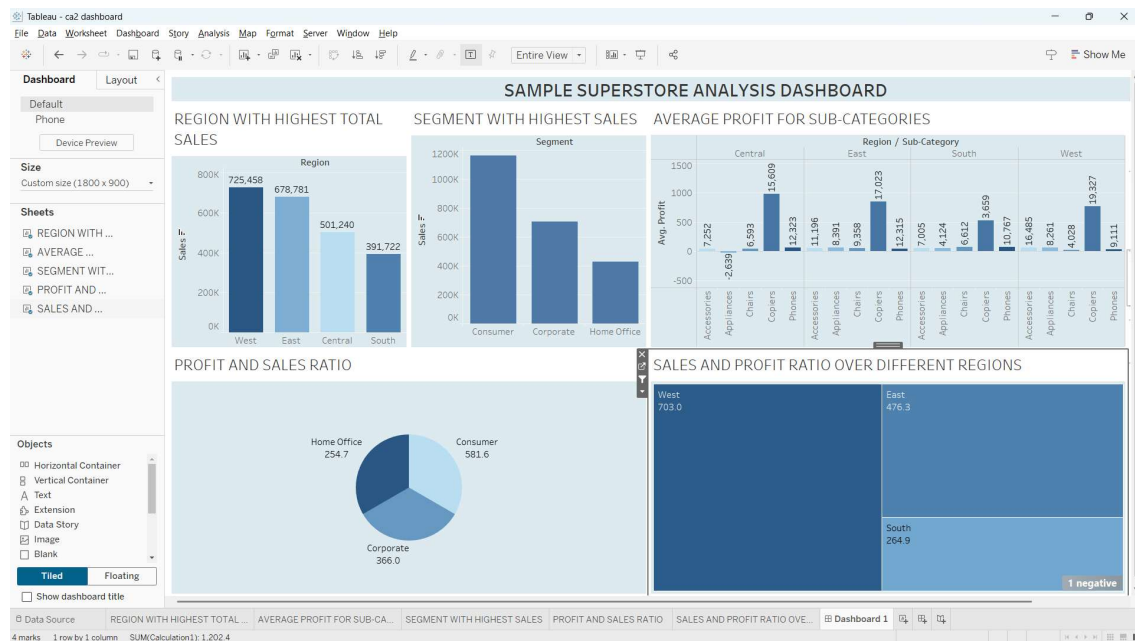 Tableau - ca2 dashboard
File Data Worksheet Dashboard Story Analysis Map Format Server Window Help
Entire View
Show Me
Dashboard Layout
Default
Phone
Device Preview
Size
Custom size (1800 x 900)
Sheets
REGION WITH ...
AVERAGE ...
SEGMENT WIT...
PROFIT AND ...
SALES AND ...
Objects
Horizontal Container
Vertical Container
Text
Extension
Data Story
Image
Blank
Tiled Floating
Show dashboard title
SAMPLE SUPERSTORE ANALYSIS DASHBOARD
REGION WITH HIGHEST TOTAL
SALES
Region
Sales
800K
600K
400K
200K
0K
725,458
678,781
501,240
391,722
West East Central South
SEGMENT WITH HIGHEST SALES
Segment
Sales
1200K
1000K
800K
600K
400K
200K
0K
Consumer Corporate Home Office
AVERAGE PROFIT FOR SUB-CATEGORIES
Region / Sub-Category
Central East South West
Avg. Profit
1500
1000
500
0
-500
7,252 -2,639 6,593 15,609 12,323 11,196 8,391 9,358 17,023 12,315 7,005 4,124 6,612 3,659 10,767 16,485 8,261 4,028 19,327 9,111
Accessories Appliances Chairs Copiers Phones Accessories Appliances Chairs Copiers Phones Accessories Appliances Chairs Copiers Phones Accessories Appliances Chairs Copiers Phones
PROFIT AND SALES RATIO
Home Office
254.7
Consumer
581.6
Corporate
366.0
SALES AND PROFIT RATIO OVER DIFFERENT REGIONS
West
703.0
East
476.3
South
264.9
1 negative
Data Source REGION WITH HIGHEST TOTAL ... AVERAGE PROFIT FOR SUB-CA... SEGMENT WITH HIGHEST SALES PROFIT AND SALES RATIO SALES AND PROFIT RATIO OVE... Dashboard 1
4 marks 1 row by 1 column SUM(Calculation1): 1,202.4